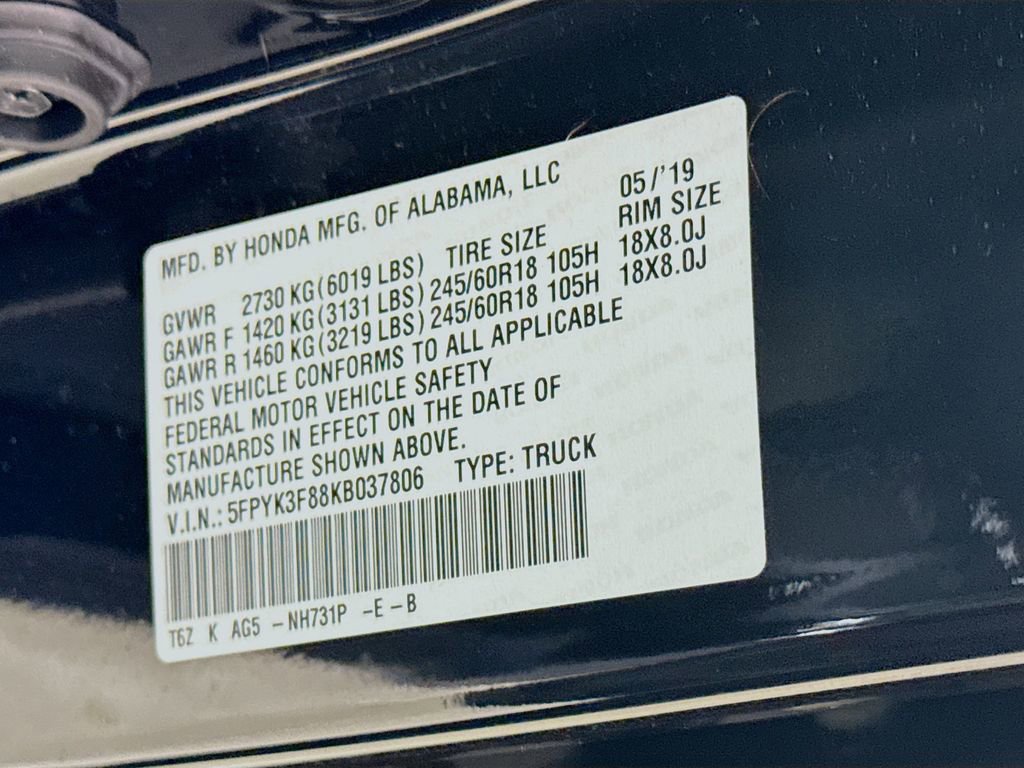 MFD. BY HONDA MFG. OF ALABAMA, LLC 05/'19
GVWR 2730 KG(6019 LBS) TIRE SIZE RIM SIZE
GAWR F 1420 KG(3131 LBS) 245/60R18 105H 18X8.0J
GAWR R 1460 KG(3219 LBS) 245/60R18 105H 18X8.0J
THIS VEHICLE CONFORMS TO ALL APPLICABLE
FEDERAL MOTOR VEHICLE SAFETY
STANDARDS IN EFFECT ON THE DATE OF
MANUFACTURE SHOWN ABOVE.
V.I.N.: 5FPYK3F88KB037806 TYPE: TRUCK
T6Z K AG5 -NH731P -E -B